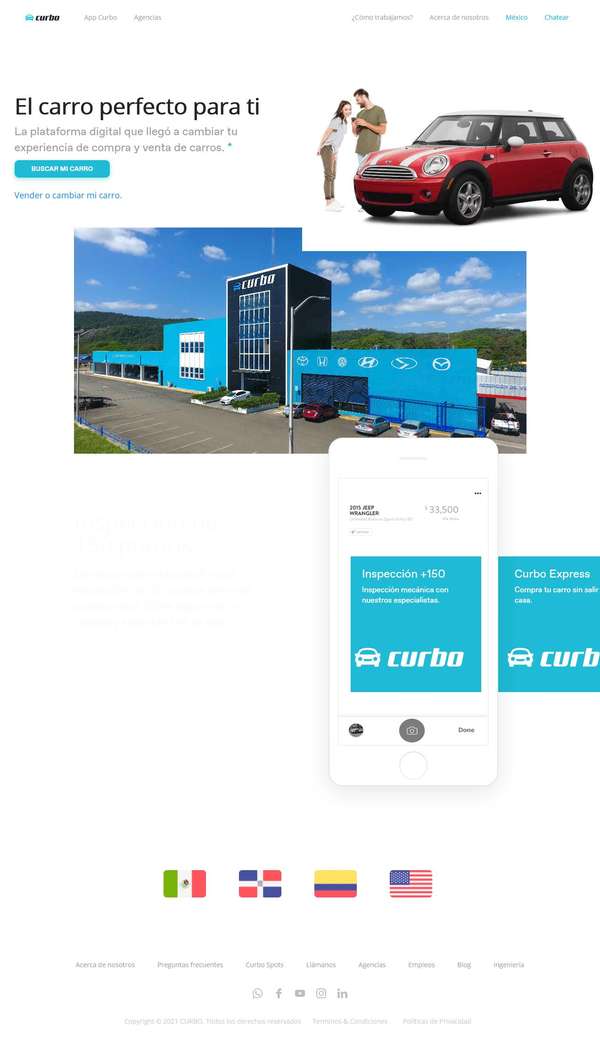 curbo
App Curbo
Agencias
¿Cómo trabajamos?
Acerca de nosotros
México
Chatear
El carro perfecto para ti
La plataforma digital que llegó a cambiar tu
experiencia de compra y venta de carros.
BUSCAR MI CARRO
Vender o cambiar mi carro.
curbo
2015 JEEP
WRANGLER
$ 33,500
Inspección +150
Inspección mecánica con
nuestros especialistas.
curbo
Curbo Express
Compra tu carro sin salir
casa.
curb
Done
Acerca de nosotros
Preguntas frecuentes
Curbo Spots
Llámanos
Agencias
Empleos
Blog
Ingeniería
Copyright © 2021 CURBO. Todos los derechos reservados
Terminos & Condiciones
Políticas de Privacidad